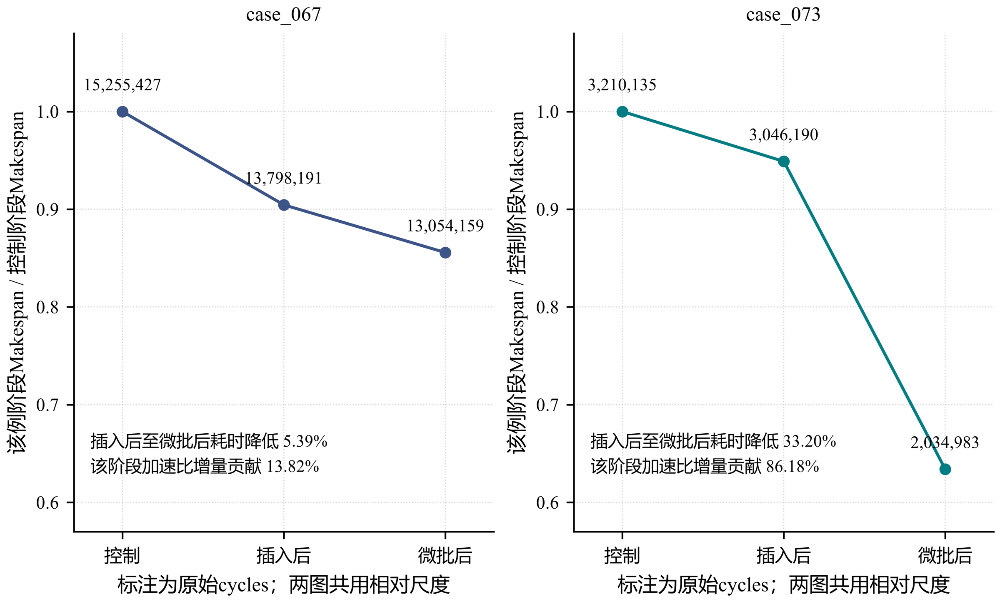 case_067
15,255,427
13,798,191
13,054,159
该例阶段Makespan / 控制阶段Makespan
1.0
0.9
0.8
0.7
0.6
插入后至微批后耗时降低 5.39%
该阶段加速比增量贡献 13.82%
控制 插入后 微批后
标注为原始cycles；两图共用相对尺度
case_073
3,210,135
3,046,190
2,034,983
该例阶段Makespan / 控制阶段Makespan
1.0
0.9
0.8
0.7
0.6
插入后至微批后耗时降低 33.20%
该阶段加速比增量贡献 86.18%
控制 插入后 微批后
标注为原始cycles；两图共用相对尺度